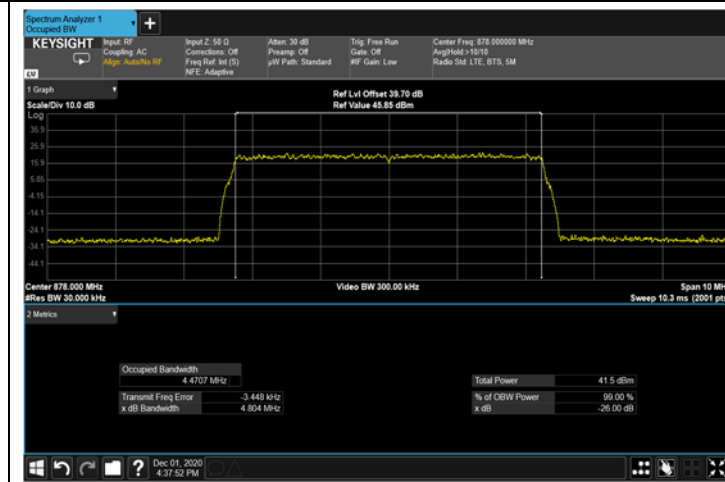 Spectrum Analyzer 1
Occupied BW
KEYSIGHT
Input: RF
Coupling: AC
Align: Auto/No RF
Input Z: 50 Ω
Corrections: Off
Freq Ref: Int (S)
NFE: Adaptive
Atten: 30 dB
Preamp: Off
µW Path: Standard
Trig: Free Run
Gate: Off
#IF Gain: Low
Center Freq: 878.000000 MHz
Avg|Hold:>10/10
Radio Std: LTE, BTS, 5M
LXI
1 Graph
Scale/Div 10.0 dB
Ref Lvl Offset 39.70 dB
Ref Value 45.85 dBm
Log
35.9
25.9
15.9
5.85
-4.15
-14.1
-24.1
-34.1
-44.1
Center 878.000 MHz
#Res BW 30.000 kHz
Video BW 300.00 kHz
Span 10 MH
Sweep 10.3 ms (2001 pts
2 Metrics
Occupied Bandwidth
4.4707 MHz
Transmit Freq Error -3.448 kHz
x dB Bandwidth 4.804 MHz
Total Power 41.5 dBm
% of OBW Power 99.00 %
x dB -26.00 dB
Dec 01, 2020
4:37:52 PM